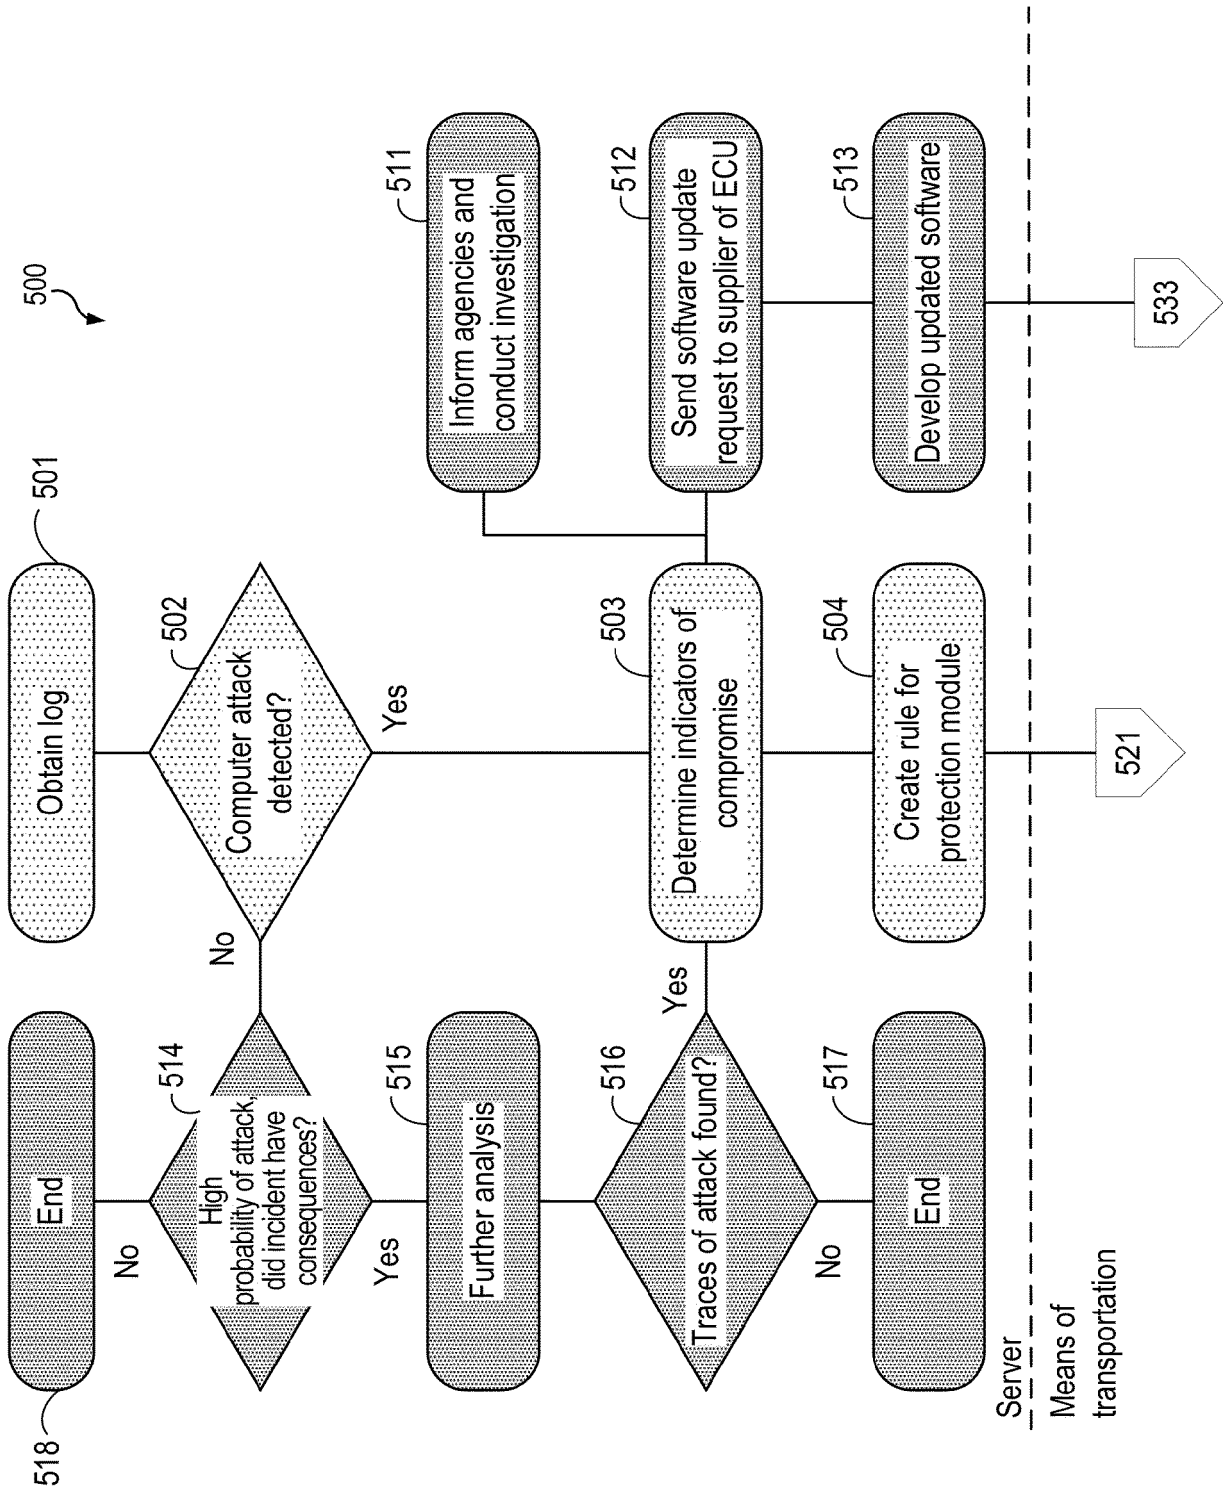 500
501
Obtain log
518
End
502
Computer attack
detected?
No
Yes
514
High
probability of attack,
did incident have
consequences?
No
Yes
511
Inform agencies and
conduct investigation
515
Further analysis
503
Determine indicators of
compromise
512
Send software update
request to supplier of ECU
516
Traces of attack found?
Yes
No
517
End
504
Create rule for
protection module
513
Develop updated software
Server
Means of
transportation
521
533